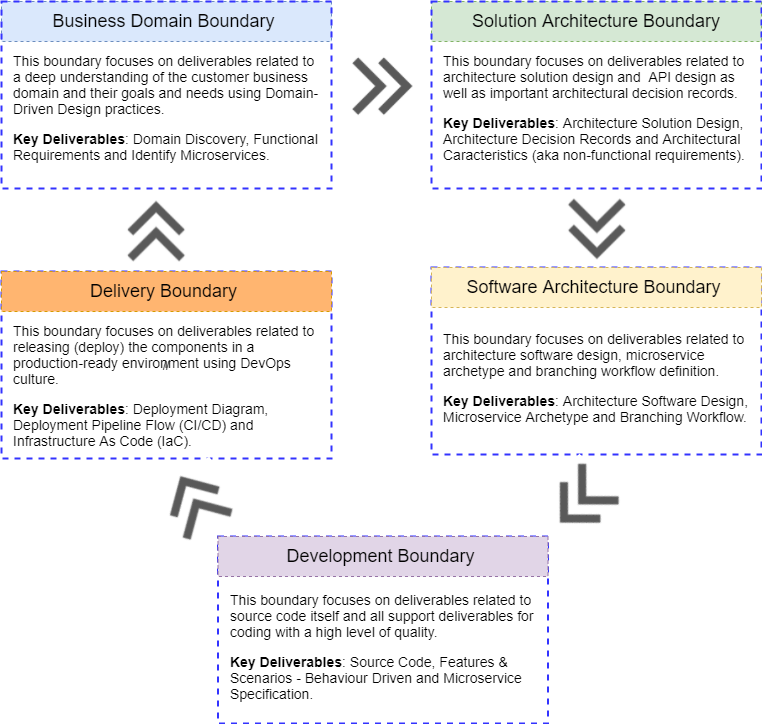 Business Domain Boundary
This boundary focuses on deliverables related to
a deep understanding of the customer business
domain and their goals and needs using Domain-
Driven Design practices.
Key Deliverables: Domain Discovery, Functional
Requirements and Identify Microservices.
Solution Architecture Boundary
This boundary focuses on deliverables related to
architecture solution design and  API design as
well as important architectural decision records.
Key Deliverables: Architecture Solution Design,
Architecture Decision Records and Architectural
Caracteristics (aka non-functional requirements).
Software Architecture Boundary
This boundary focuses on deliverables related to
architecture software design, microservice
archetype and branching workflow definition.
Key Deliverables: Architecture Software Design,
Microservice Archetype and Branching Workflow.
Development Boundary
This boundary focuses on deliverables related to
source code itself and all support deliverables for
coding with a high level of quality.
Key Deliverables: Source Code, Features &
Scenarios - Behaviour Driven and Microservice
Specification.
Delivery Boundary
This boundary focuses on deliverables related to
releasing (deploy) the components in a
production-ready environment using DevOps
culture.
Key Deliverables: Deployment Diagram,
Deployment Pipeline Flow (CI/CD) and
Infrastructure As Code (IaC).